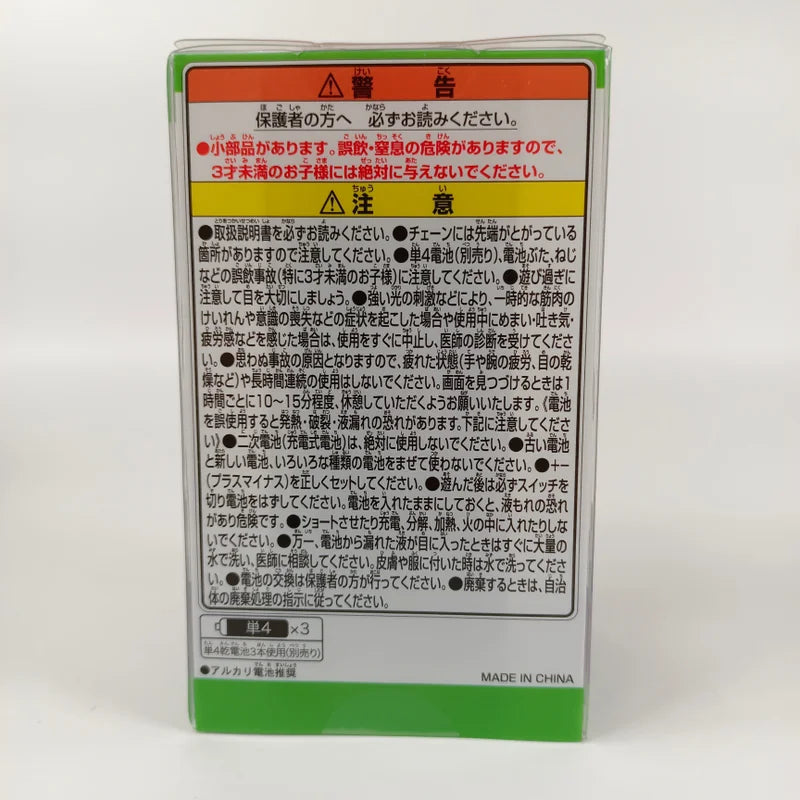 ⚠警告
保護者の方へ 必ずお読みください。
●小部品があります。誤飲・窒息の危険がありますので、
3才未満のお子様には絶対に与えないでください。
⚠注意
●取扱説明書を必ずお読みください。●チェーンには先端がとがっている
箇所がありますので注意してください。●単4電池(別売り)、電池ぶた、ねじ
などの誤飲事故(特に3才未満のお子様)に注意してください。●遊び過ぎに
注意して目を大切にしましょう。●強い光の刺激などにより、一時的な筋肉の
けいれんや意識の喪失などの症状を起こした場合や使用中にめまい・吐き気・
疲労感などを感じた場合は、使用をすぐに中止し、医師の診断を受けてくださ
い。●思わぬ事故の原因となりますので、疲れた状態(手や腕の疲労、目の乾
燥など)や長時間連続の使用はしないでください。画面を見つづけるときは1
時間ごとに10～15分程度、休憩していただくようお願いいたします。《電池
を誤使用すると発熱・破裂・液漏れの恐れがあります。下記に注意してくださ
い》●二次電池(充電式電池)は、絶対に使用しないでください。●古い電池
と新しい電池、いろいろな種類の電池をまぜて使わないでください。●+−
(プラスマイナス)を正しくセットしてください。●遊んだ後は必ずスイッチを
切り電池をはずしてください。電池を入れたままにしておくと、液もれの恐れ
があり危険です。●ショートさせたり充電、分解、加熱、火の中に入れたりしな
いでください。●万一、電池から漏れた液が目に入ったときはすぐに大量の
水で洗い、医師に相談してください。皮膚や服に付いた時は水で洗ってくださ
い。●電池の交換は保護者の方が行ってください。●廃棄するときは、自治
体の廃棄処理の指示に従ってください。
単4×3
単4乾電池3本使用(別売り)
●アルカリ電池推奨
MADE IN CHINA